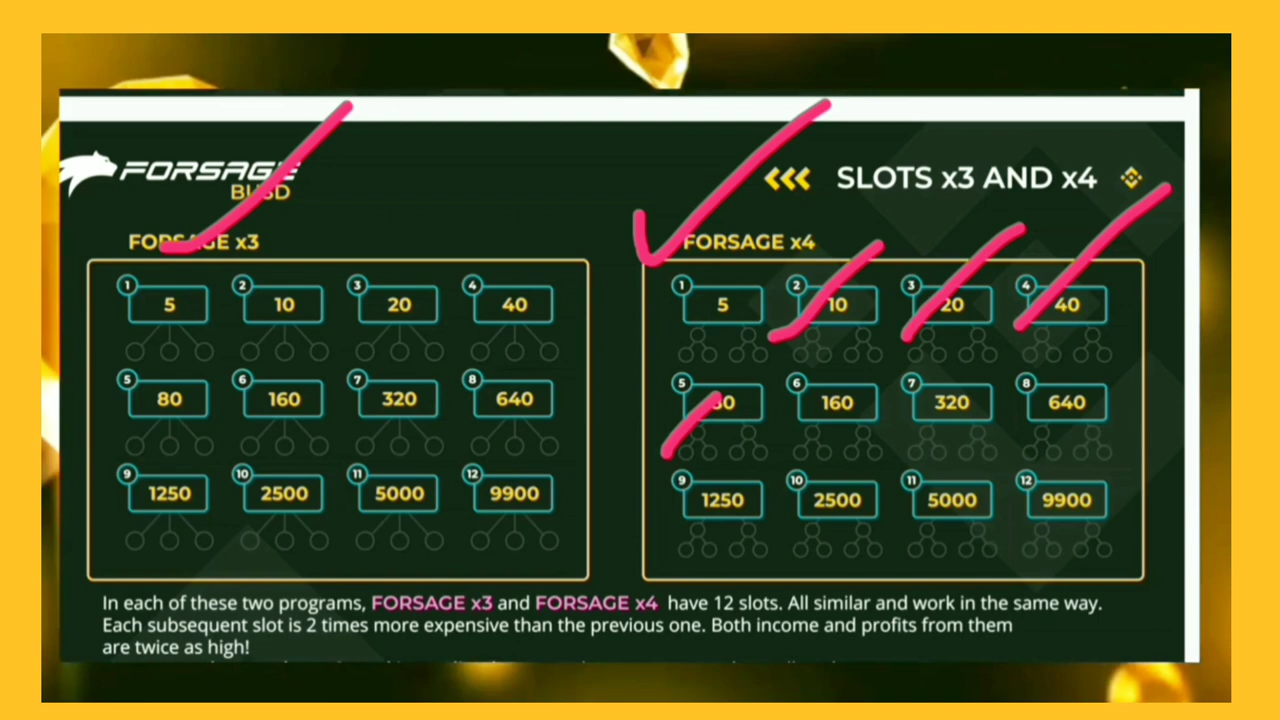 FORSAGE
BUSD
SLOTS x3 AND x4
FORSAGE x3
FORSAGE x4
1 2 3 4
5 10 20 40
5 6 7 8
80 160 320 640
9 10 11 12
1250 2500 5000 9900
1 2 3 4
5 10 20 40
5 6 7 8
80 160 320 640
9 10 11 12
1250 2500 5000 9900
In each of these two programs, FORSAGE x3 and FORSAGE x4 have 12 slots. All similar and work in the same way.
Each subsequent slot is 2 times more expensive than the previous one. Both income and profits from them
are twice as high!